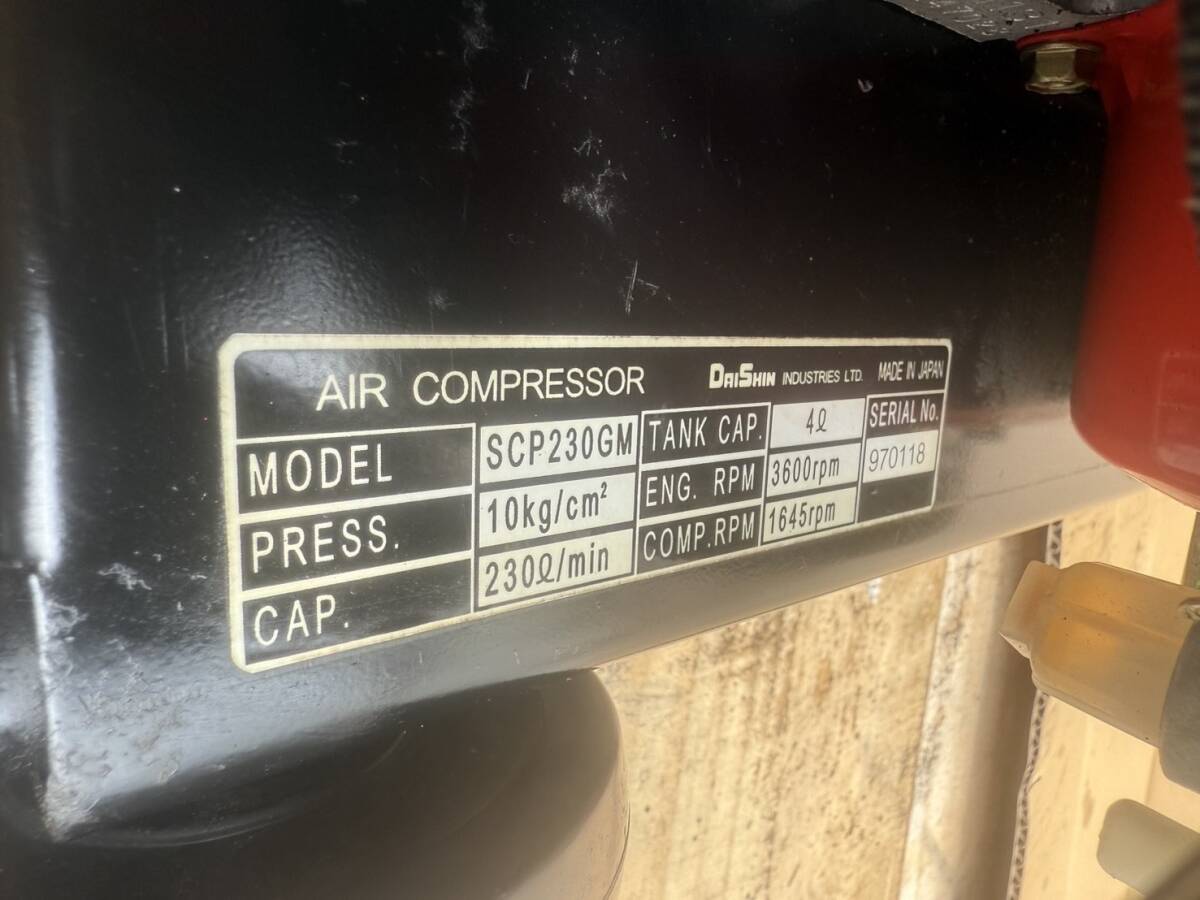 AIR COMPRESSOR DAISHIN INDUSTRIES LTD. MADE IN JAPAN
MODEL SCP230GM TANK CAP. 4ℓ SERIAL No.
PRESS. 10kg/cm² ENG. RPM 3600rpm 970118
CAP. 230ℓ/min COMP.RPM 1645rpm